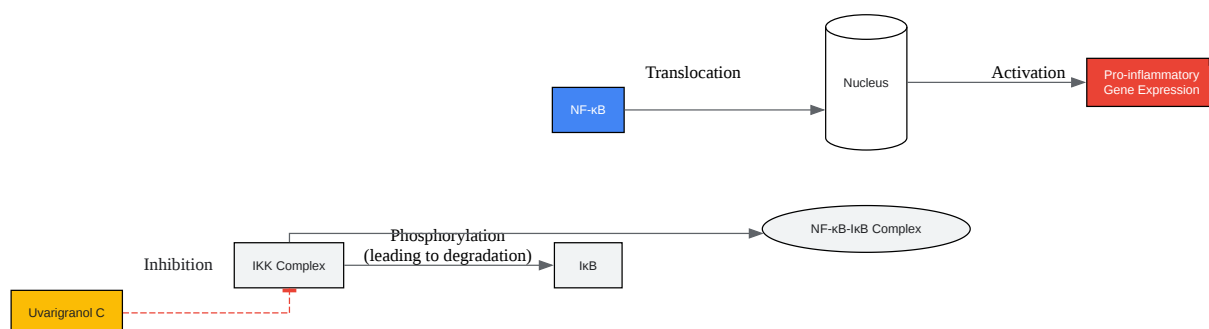 Translocation
Activation
Nucleus
Pro-inflammatory
Gene Expression
NF-κB
Phosphorylation
(leading to degradation)
NF-κB-IκB Complex
Inhibition
IKK Complex
IκB
Uvarigranol C